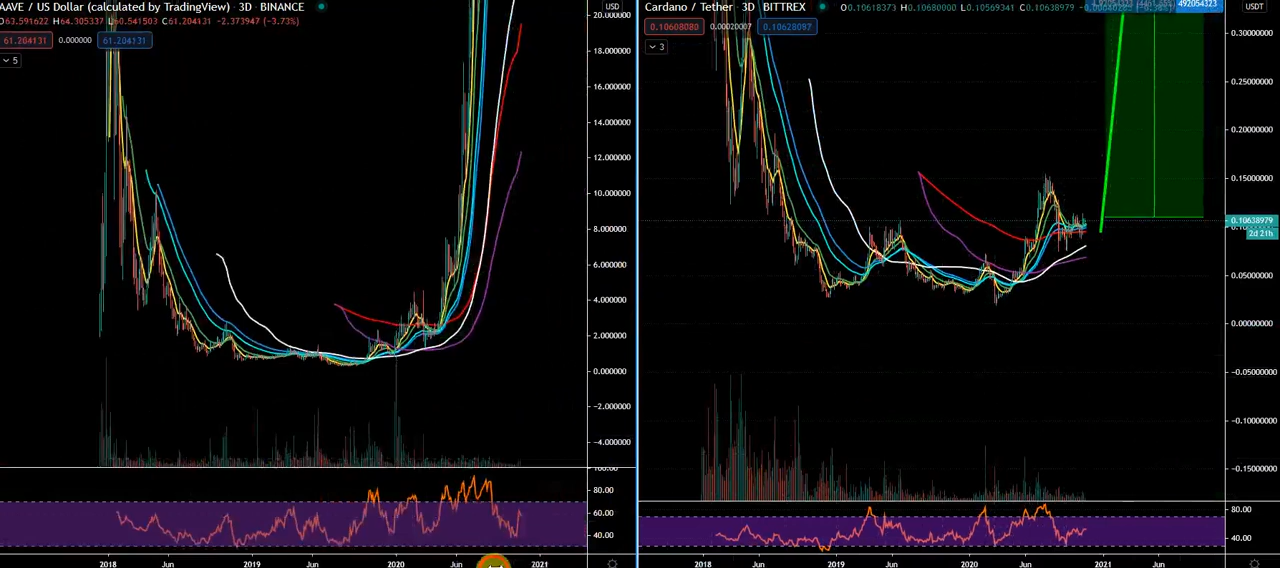 AAVE / US Dollar (calculated by TradingView) · 3D · BINANCE
USD
O63.591622 H64.305337 L60.541503 C61.204131 -2.373947 (-3.73%)
61.204131 0.000000 61.204131
5
20.000000
18.000000
16.000000
14.000000
12.000000
10.000000
8.000000
6.000000
4.000000
2.000000
0.000000
-2.000000
-4.000000
100.00
80.00
60.00
40.00
2018 Jun 2019 Jun 2020 Jun 2021
Cardano / Tether · 3D · BITTREX
O0.10618373 H0.10680000 L0.10569341 C0.10638979
492054323
USDT
0.10608080 0.00020007 0.10628087
3
0.30000000
0.25000000
0.20000000
0.15000000
0.10638979
2d 21h
0.05000000
0.00000000
-0.05000000
-0.10000000
-0.15000000
80.00
40.00
2018 Jun 2019 Jun 2020 Jun 2021 Jun